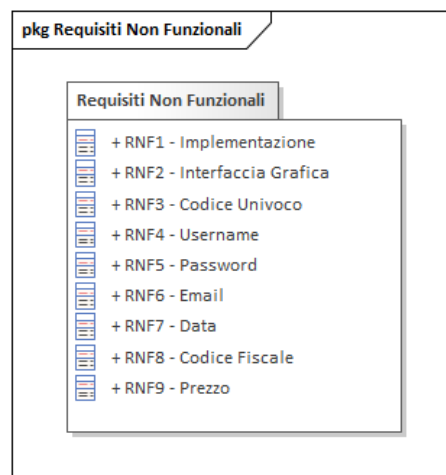 pkg Requisiti Non Funzionali
Requisiti Non Funzionali
+ RNF1 - Implementazione
+ RNF2 - Interfaccia Grafica
+ RNF3 - Codice Univoco
+ RNF4 - Username
+ RNF5 - Password
+ RNF6 - Email
+ RNF7 - Data
+ RNF8 - Codice Fiscale
+ RNF9 - Prezzo